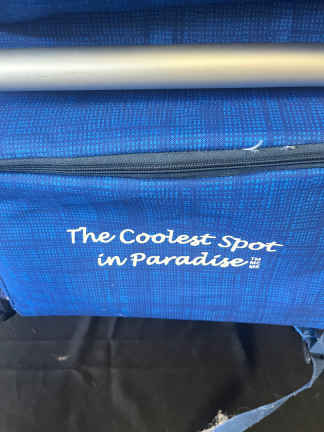 The Coolest Spot
in Paradise